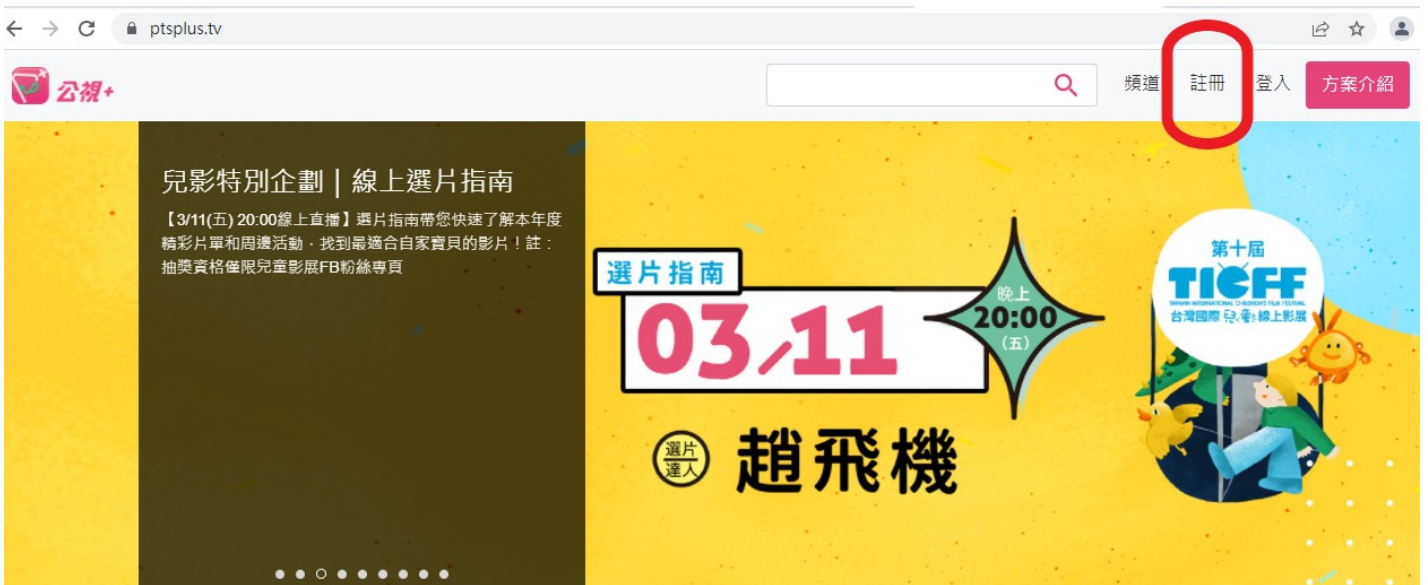 ptsplus.tv
公視+
頻道 註冊 登入 方案介紹
兒影特別企劃 | 線上選片指南
【3/11(五) 20:00線上直播】選片指南帶您快速了解本年度
精彩片單和周邊活動，找到最適合自家寶貝的影片！註：
抽獎資格僅限兒童影展FB粉絲專頁
選片指南
03/11
晚上
20:00
(五)
選片
達人
趙飛機
第十屆
TICFF
台灣國際兒童線上影展